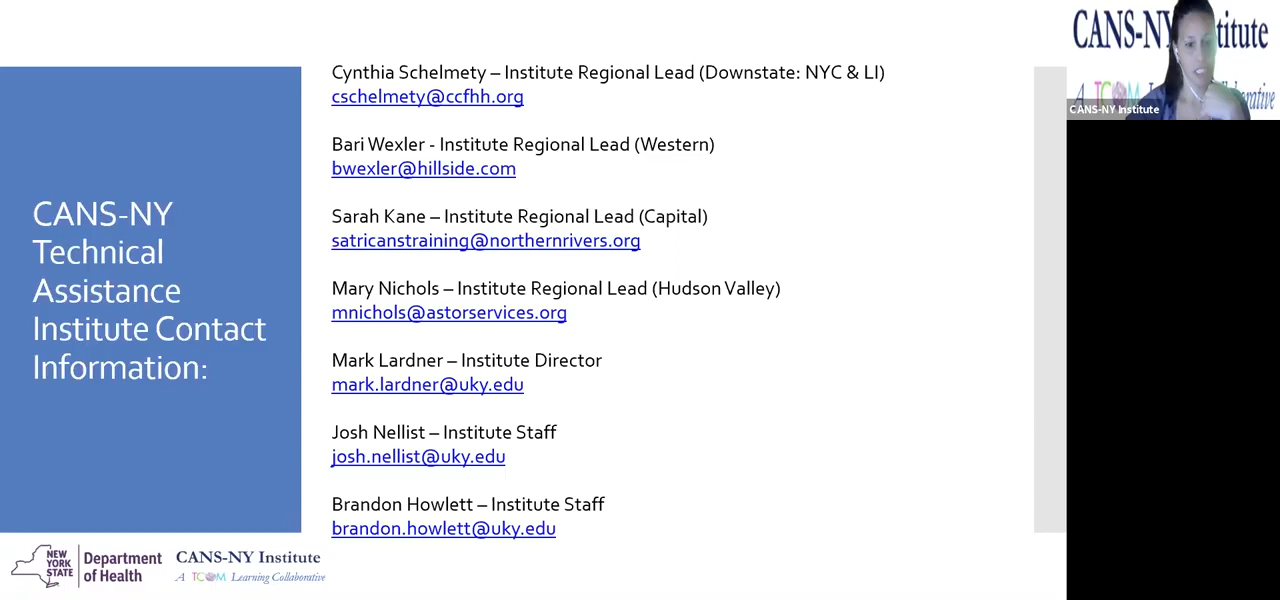 CANS-NY
Technical
Assistance
Institute Contact
Information:
Cynthia Schelmety – Institute Regional Lead (Downstate: NYC & LI)
cschelmety@ccfhh.org
Bari Wexler - Institute Regional Lead (Western)
bwexler@hillside.com
Sarah Kane – Institute Regional Lead (Capital)
satricanstraining@northernrivers.org
Mary Nichols – Institute Regional Lead (Hudson Valley)
mnichols@astorservices.org
Mark Lardner – Institute Director
mark.lardner@uky.edu
Josh Nellist – Institute Staff
josh.nellist@uky.edu
Brandon Howlett – Institute Staff
brandon.howlett@uky.edu
NEW
YORK
STATE
Department
of Health
CANS-NY Institute
A TCOM Learning Collaborative
CANS-NY
CANS-NY Institute